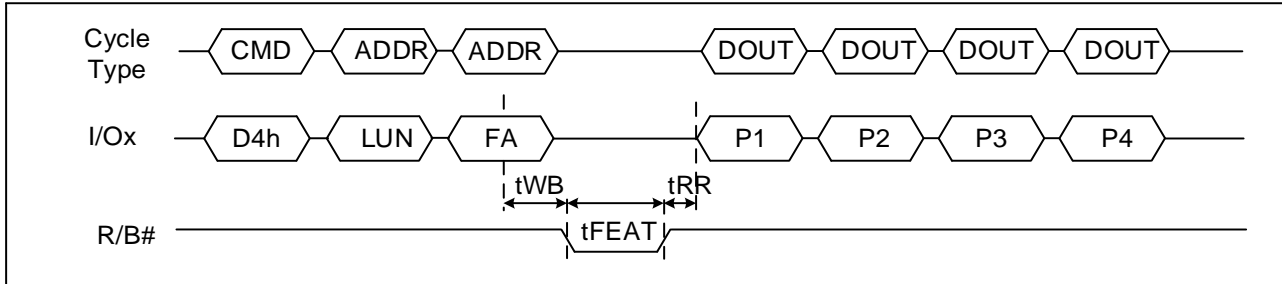 Cycle Type CMD ADDR ADDR DOUT DOUT DOUT DOUT
I/Ox D4h LUN FA P1 P2 P3 P4
tWB tRR
R/B# tFEAT